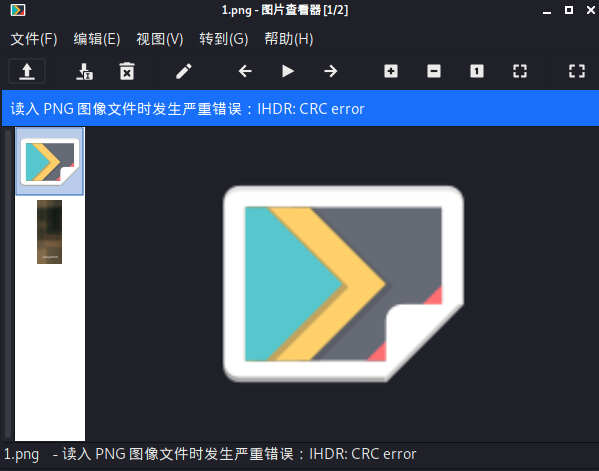 1.png - 图片查看器 [1/2]
文件(F) 编辑(E) 视图(V) 转到(G) 帮助(H)
1
读入 PNG 图像文件时发生严重错误：IHDR: CRC error
1.png - 读入 PNG 图像文件时发生严重错误：IHDR: CRC error